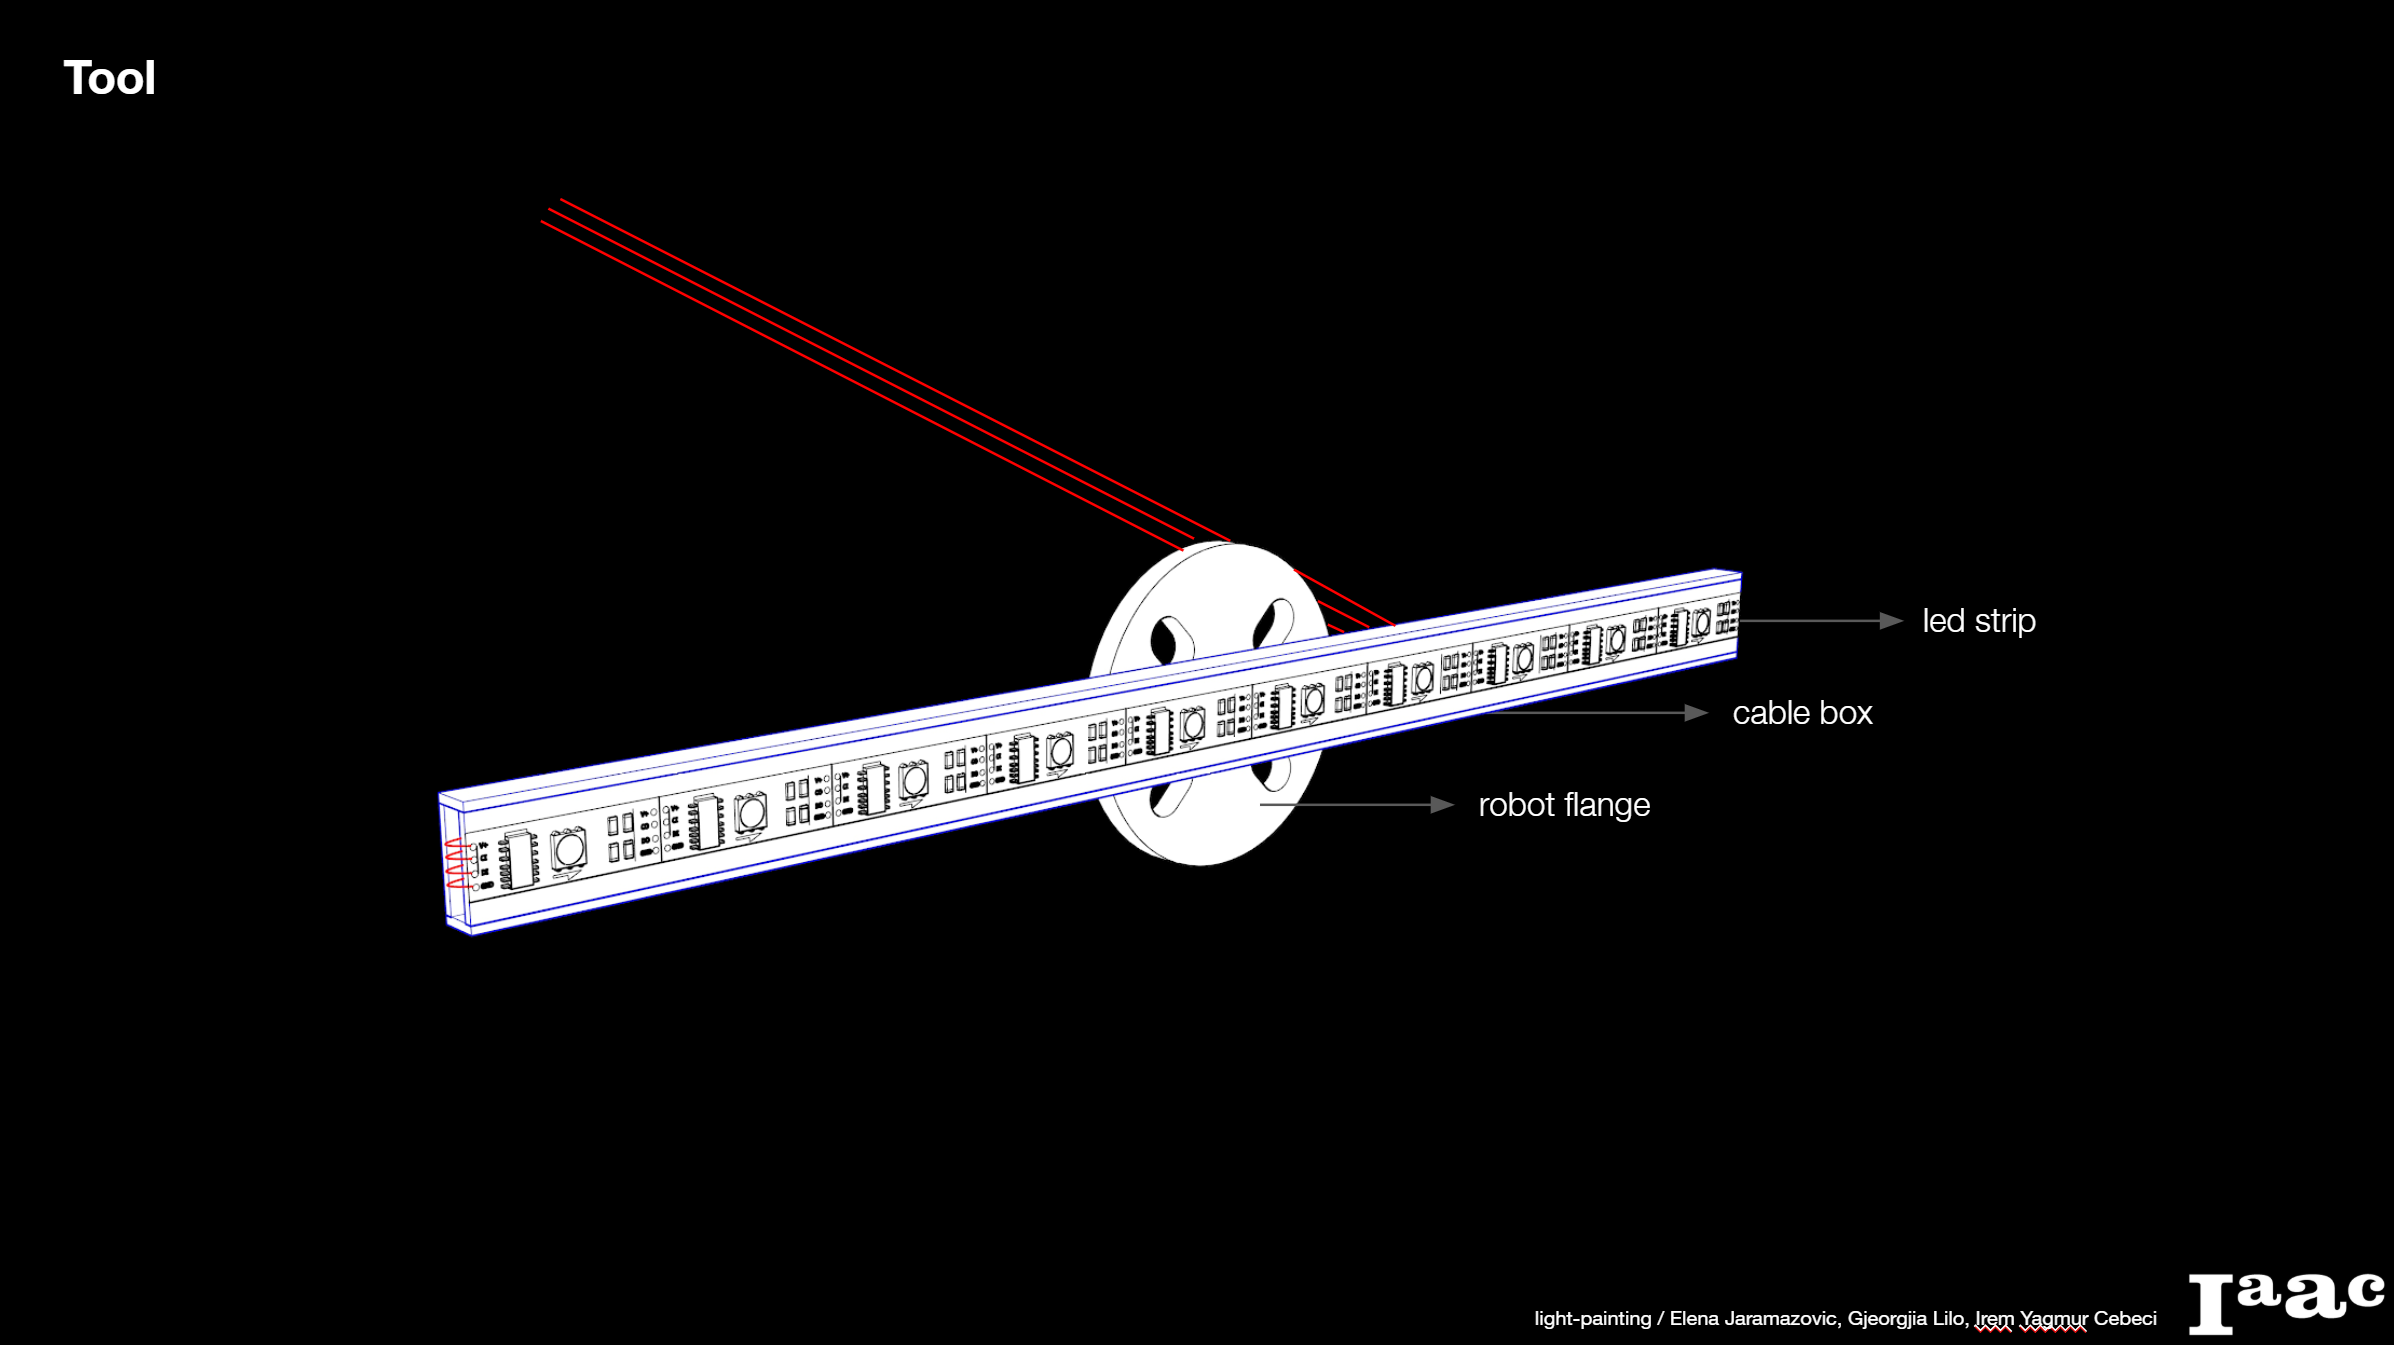 Tool
led strip
cable box
robot flange
light-painting / Elena Jaramazovic, Gjeorgjia Lilo, Irem Yagmur Cebeci
Iaac